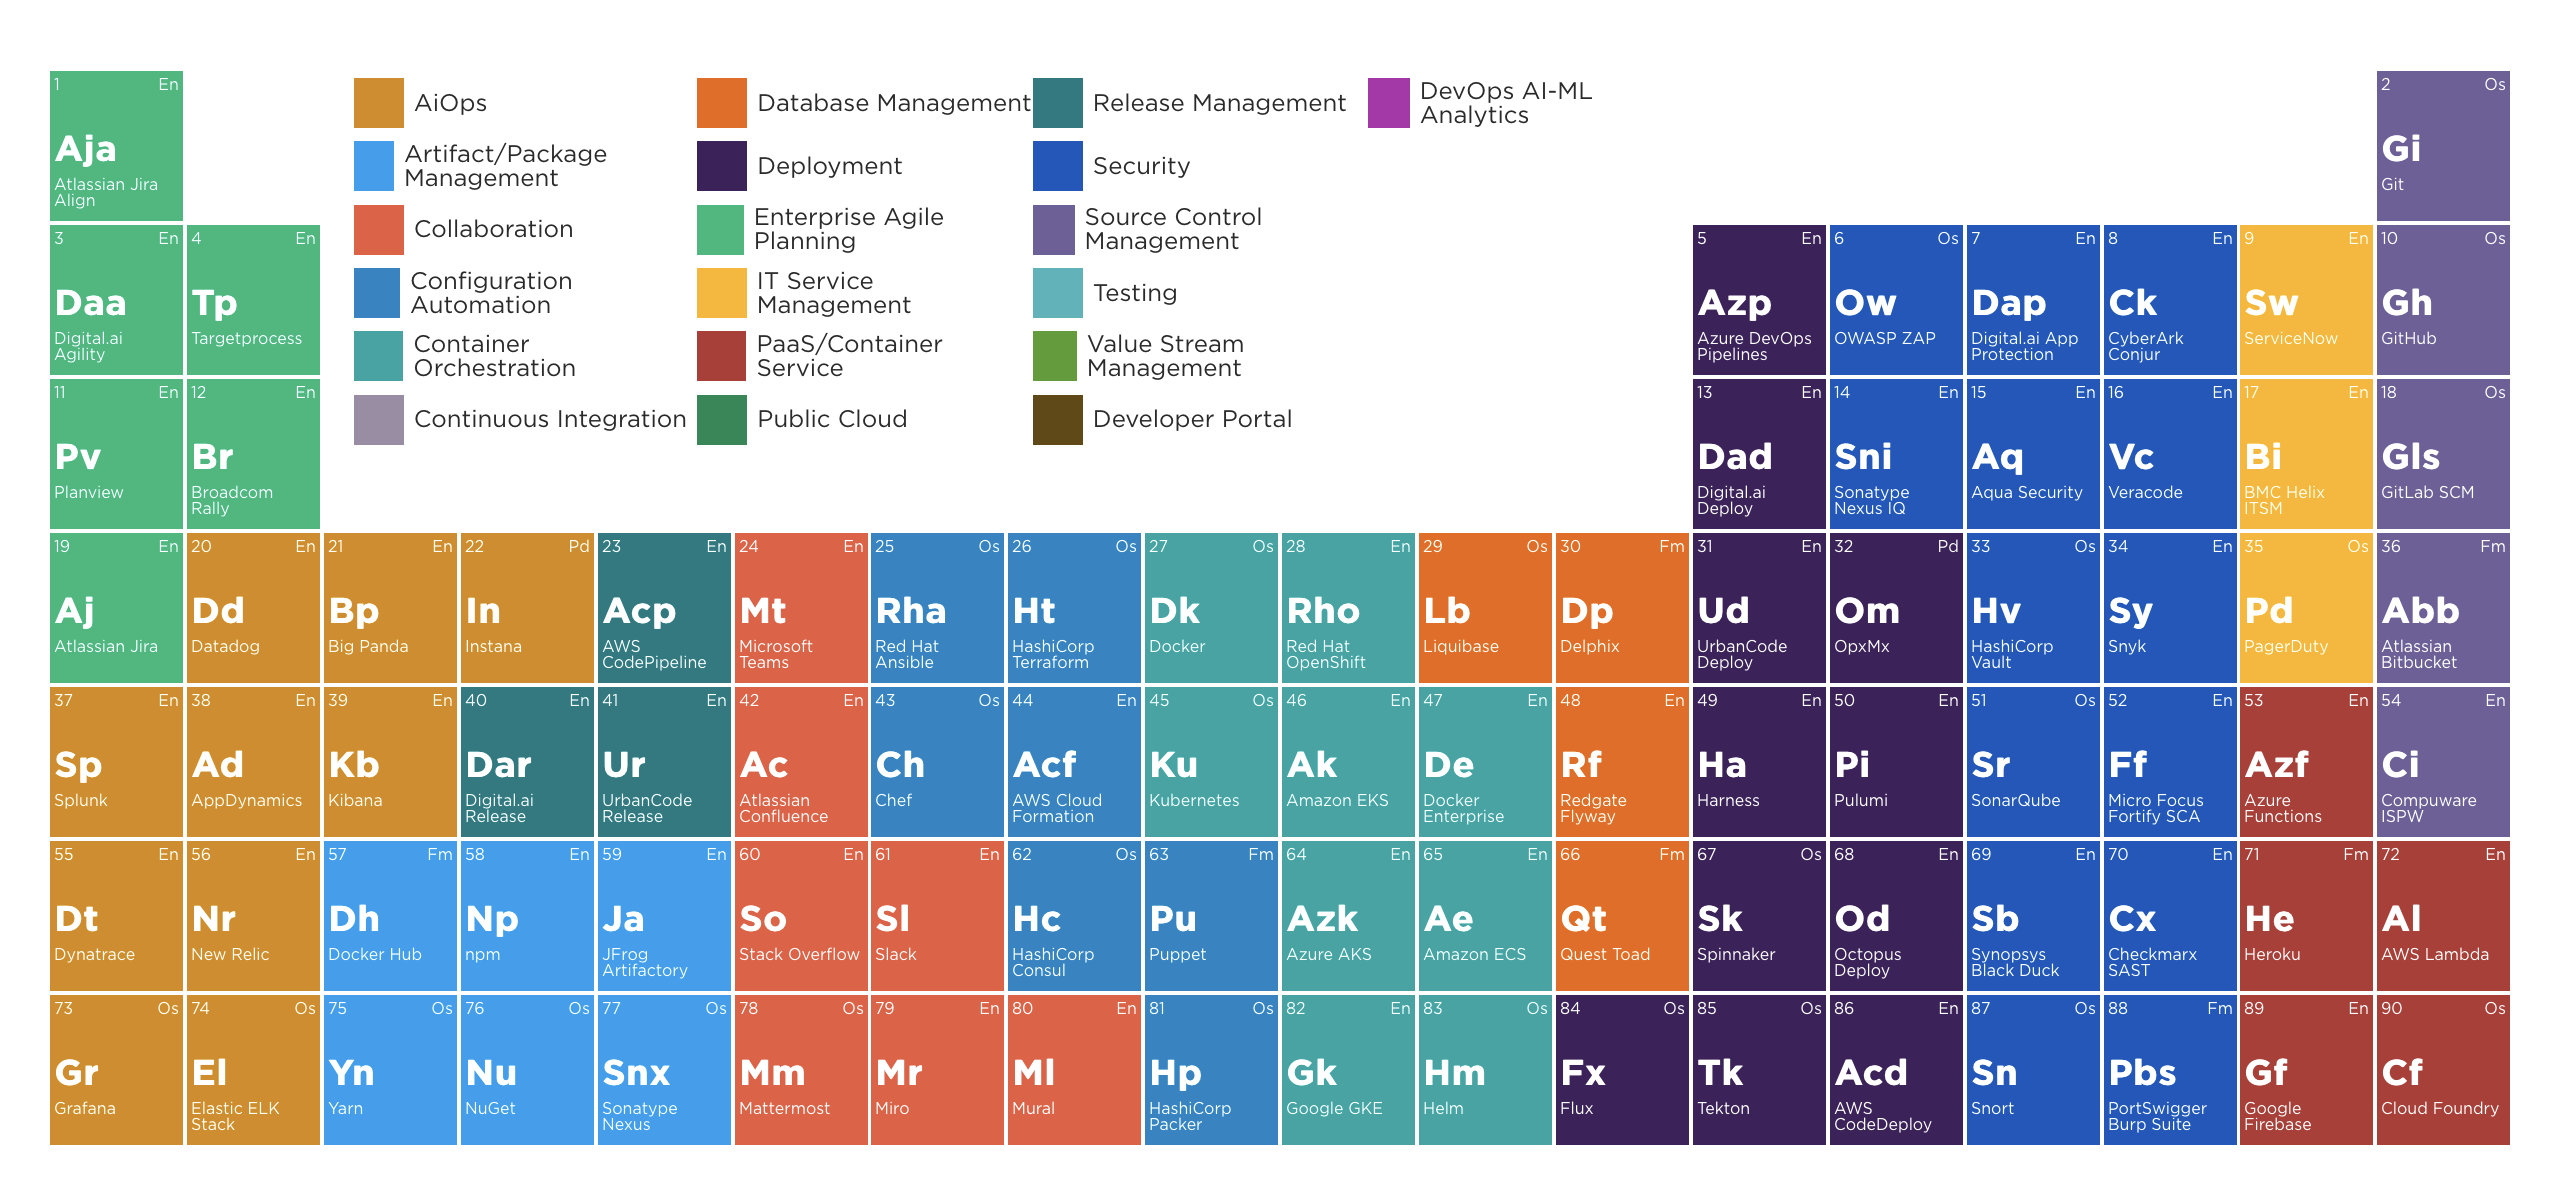 1 En
Aja
Atlassian Jira
Align
AiOps
Artifact/Package
Management
Collaboration
Configuration
Automation
Container
Orchestration
Continuous Integration
Database Management
Deployment
Enterprise Agile
Planning
IT Service
Management
PaaS/Container
Service
Public Cloud
Release Management
Security
Source Control
Management
Testing
Value Stream
Management
Developer Portal
DevOps AI-ML
Analytics
2 Os
Gi
Git
3 En
Daa
Digital.ai
Agility
4 En
Tp
Targetprocess
5 En
Azp
Azure DevOps
Pipelines
6 Os
Ow
OWASP ZAP
7 En
Dap
Digital.ai App
Protection
8 En
Ck
CyberArk
Conjur
9 En
Sw
ServiceNow
10 Os
Gh
GitHub
11 En
Pv
Planview
12 En
Br
Broadcom
Rally
13 En
Dad
Digital.ai
Deploy
14 En
Sni
Sonatype
Nexus IQ
15 En
Aq
Aqua Security
16 En
Vc
Veracode
17 En
Bi
BMC Helix
ITSM
18 Os
Gls
GitLab SCM
19 En
Aj
Atlassian Jira
20 En
Dd
Datadog
21 En
Bp
Big Panda
22 Pd
In
Instana
23 En
Acp
AWS
CodePipeline
24 En
Mt
Microsoft
Teams
25 Os
Rha
Red Hat
Ansible
26 Os
Ht
HashiCorp
Terraform
27 Os
Dk
Docker
28 En
Rho
Red Hat
OpenShift
29 Os
Lb
Liquibase
30 Fm
Dp
Delphix
31 En
Ud
UrbanCode
Deploy
32 Pd
Om
OpxMx
33 Os
Hv
HashiCorp
Vault
34 En
Sy
Snyk
35 Os
Pd
PagerDuty
36 Fm
Abb
Atlassian
Bitbucket
37 En
Sp
Splunk
38 En
Ad
AppDynamics
39 En
Kb
Kibana
40 En
Dar
Digital.ai
Release
41 En
Ur
UrbanCode
Release
42 En
Ac
Atlassian
Confluence
43 Os
Ch
Chef
44 En
Acf
AWS Cloud
Formation
45 Os
Ku
Kubernetes
46 En
Ak
Amazon EKS
47 En
De
Docker
Enterprise
48 En
Rf
Redgate
Flyway
49 En
Ha
Harness
50 En
Pi
Pulumi
51 Os
Sr
SonarQube
52 En
Ff
Micro Focus
Fortify SCA
53 En
Azf
Azure
Functions
54 En
Ci
Compuware
ISPW
55 En
Dt
Dynatrace
56 En
Nr
New Relic
57 Fm
Dh
Docker Hub
58 En
Np
npm
59 En
Ja
JFrog
Artifactory
60 En
So
Stack Overflow
61 En
Sl
Slack
62 Os
Hc
HashiCorp
Consul
63 Fm
Pu
Puppet
64 En
Azk
Azure AKS
65 En
Ae
Amazon ECS
66 Fm
Qt
Quest Toad
67 Os
Sk
Spinnaker
68 En
Od
Octopus
Deploy
69 En
Sb
Synopsys
Black Duck
70 En
Cx
Checkmarx
SAST
71 Fm
He
Heroku
72 En
Al
AWS Lambda
73 Os
Gr
Grafana
74 Os
El
Elastic ELK
Stack
75 Os
Yn
Yarn
76 Os
Nu
NuGet
77 Os
Snx
Sonatype
Nexus
78 Os
Mm
Mattermost
79 En
Mr
Miro
80 En
Ml
Mural
81 Os
Hp
HashiCorp
Packer
82 En
Gk
Google GKE
83 Os
Hm
Helm
84 Os
Fx
Flux
85 Os
Tk
Tekton
86 En
Acd
AWS
CodeDeploy
87 Os
Sn
Snort
88 Fm
Pbs
PortSwigger
Burp Suite
89 En
Gf
Google
Firebase
90 Os
Cf
Cloud Foundry